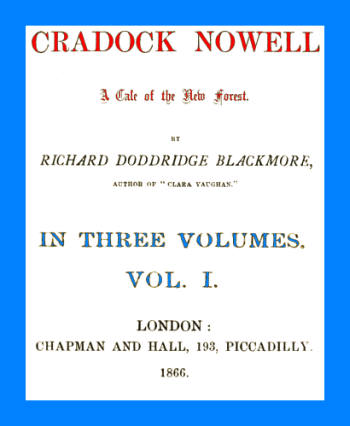 CRADOCK NOWELL
A Tale of the New Forest.
BY
RICHARD DODDRIDGE BLACKMORE,
AUTHOR OF "CLARA VAUGHAN."
IN THREE VOLUMES.
VOL. I.
LONDON:
CHAPMAN AND HALL, 193, PICCADILLY.
1866.